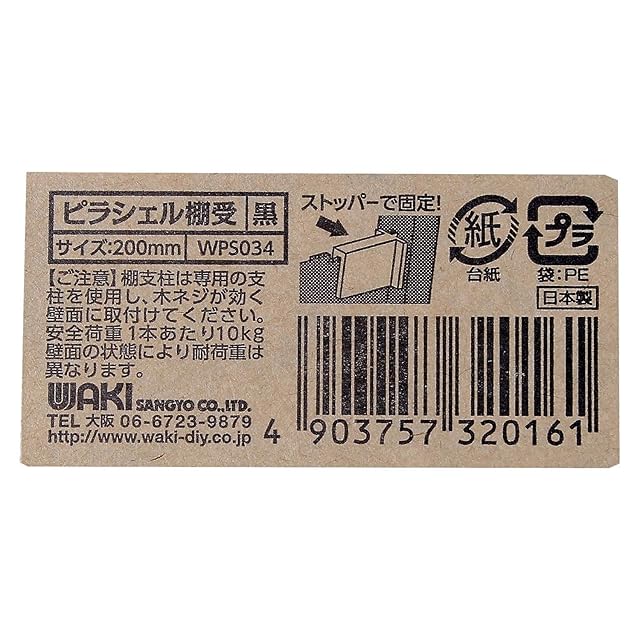 ピラシェル棚受 黒
サイズ:200mm WPS034
【ご注意】棚支柱は専用の支
柱を使用し、木ネジが効く
壁面に取付けてください。
安全荷重 1本あたり10kg
壁面の状態により耐荷重は
異なります。
WAKI SANGYO CO.,LTD.
TEL 大阪 06-6723-9879
http://www.waki-diy.co.jp
ストッパーで固定!
紙
台紙
プラ
袋:PE
日本製
4 903757 320161